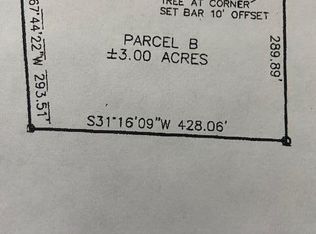 TREE AT CORNER
SET BAR 10' OFFSET
PARCEL B
±3.00 ACRES
67°44'22"W 293.51'
289.89'
S31°16'09"W 428.06'